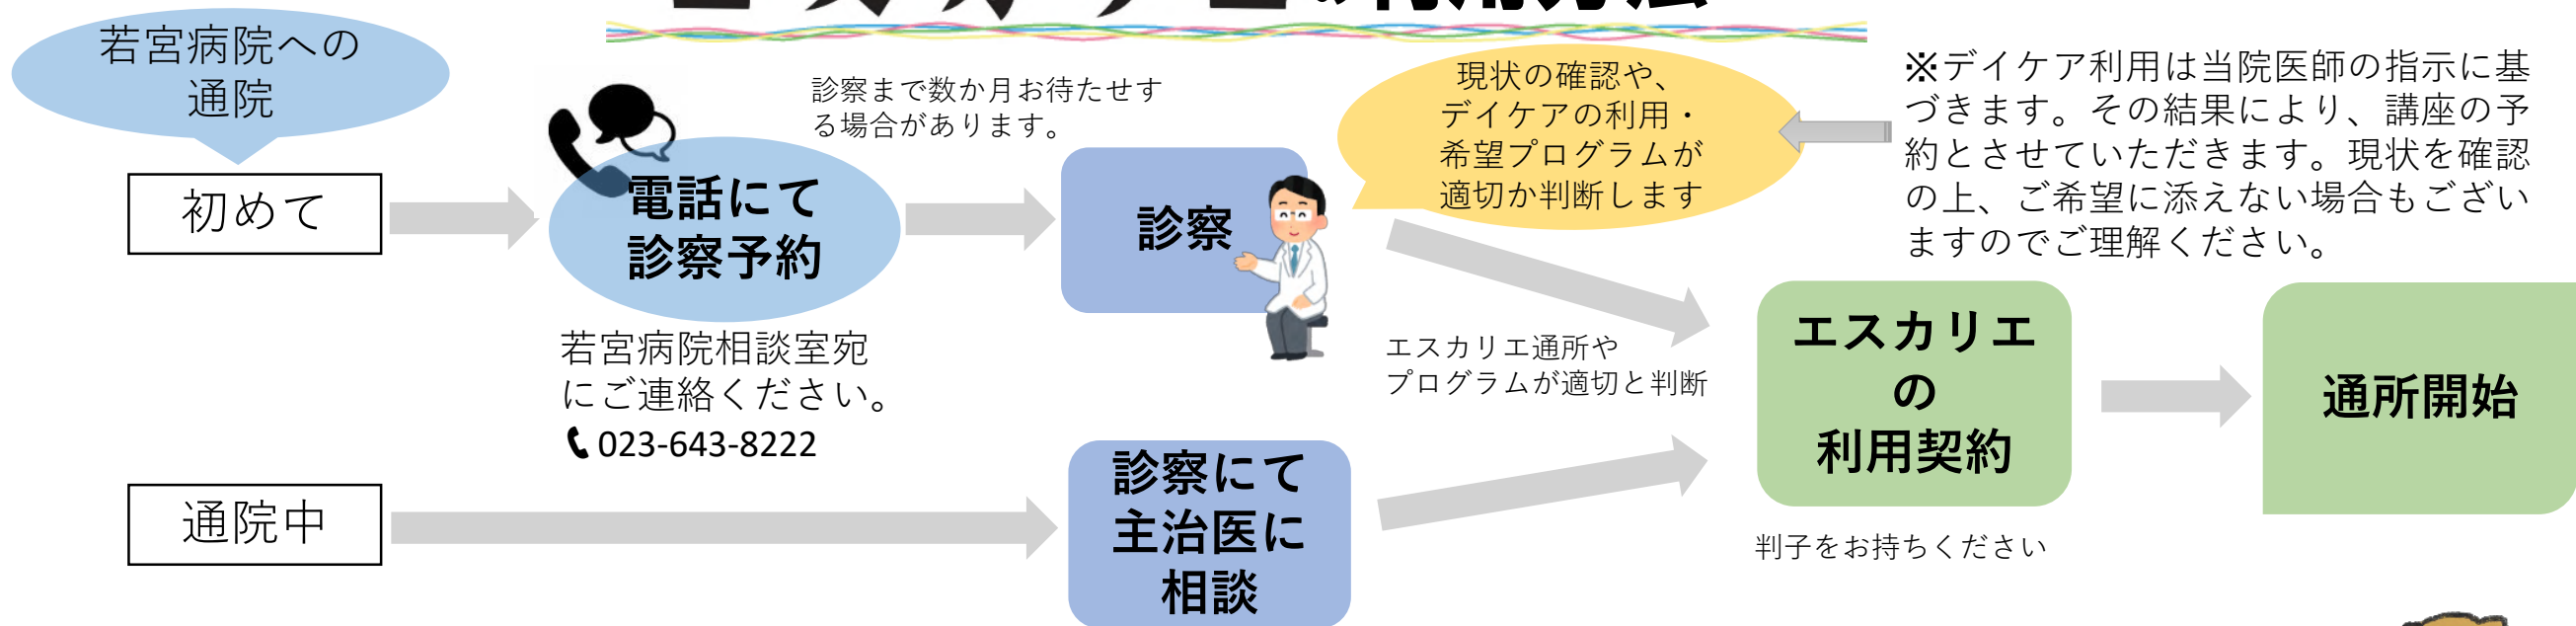 の利用方法
若宮病院への
通院
初めて
電話にて
診察予約
若宮病院相談室宛
にご連絡ください。
023-643-8222
診察まで数か月お待たせす
る場合があります。
診察
現状の確認や、
デイケアの利用・
希望プログラムが
適切か判断します
※デイケア利用は当院医師の指示に基
づきます。その結果により、講座の予
約とさせていただきます。現状を確認
の上、ご希望に添えない場合もござい
ますのでご理解ください。
通院中
診察にて
主治医に
相談
エスカリエ通所や
プログラムが適切と判断
エスカリエ
の
利用契約
判子をお持ちください
通所開始